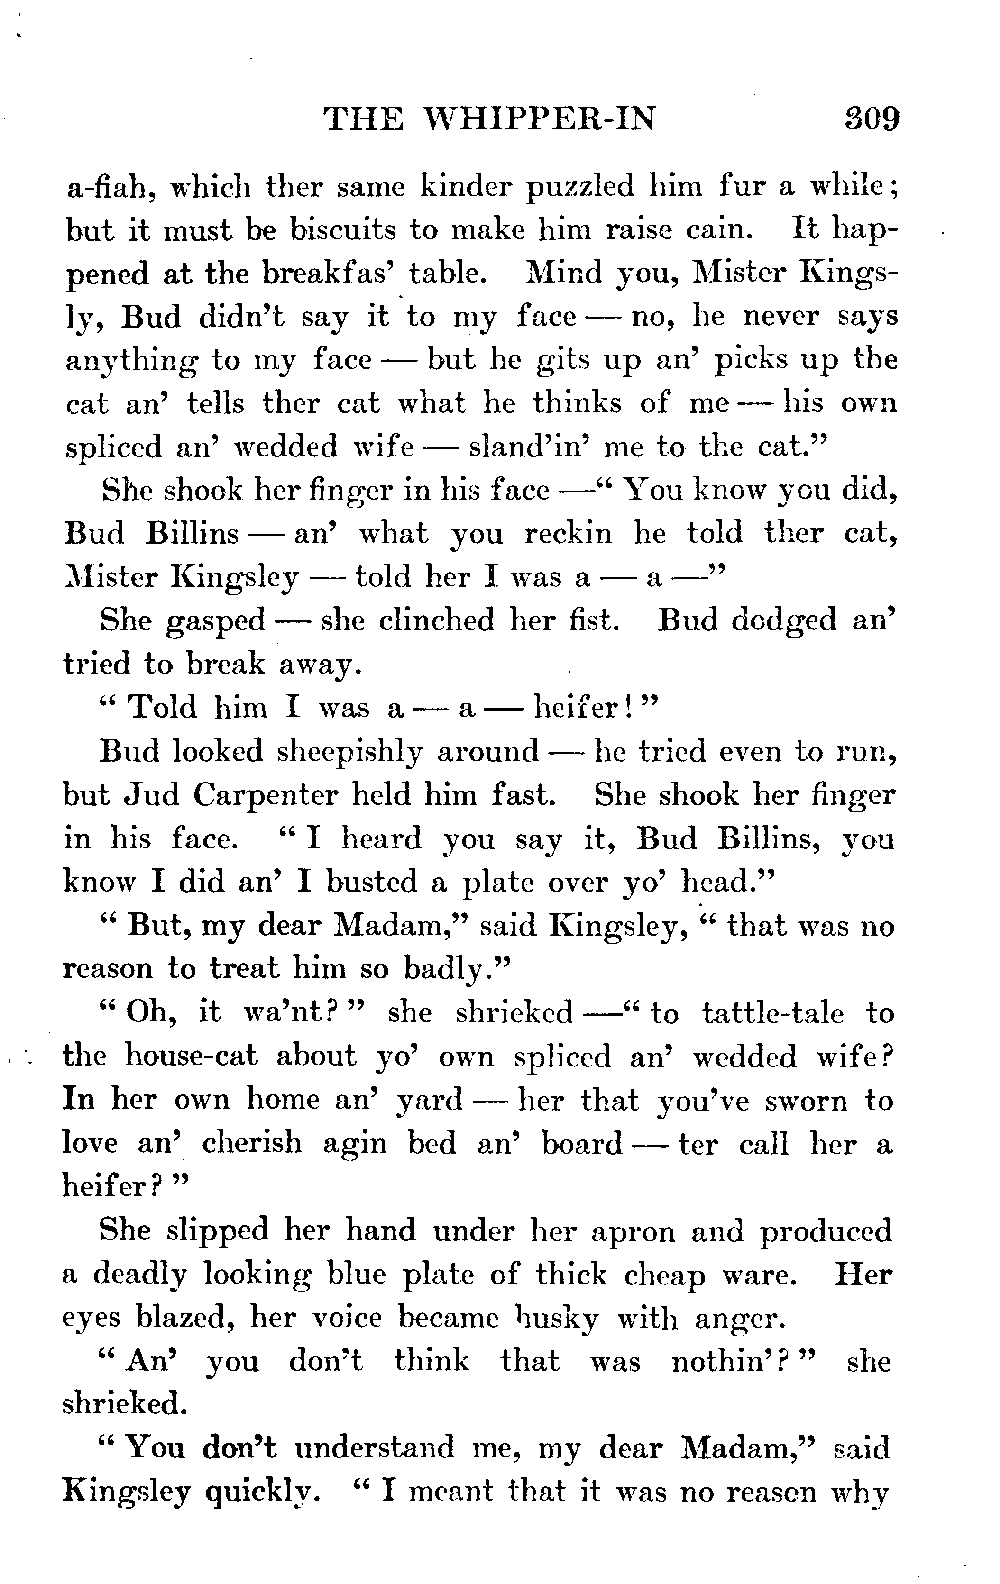 THE WHIPPER-IN 309
a-fiah, which ther same kinder puzzled him fur a while;
but it must be biscuits to make him raise cain. It hap-
pened at the breakfas' table. Mind you, Mister Kings-
ly, Bud didn't say it to my face — no, he never says
anything to my face — but he gits up an' picks up the
cat an' tells ther cat what he thinks of me — his own
spliced an' wedded wife — sland'in' me to the cat."
She shook her finger in his face —" You know you did,
Bud Billins — an' what you reckin he told ther cat,
Mister Kingsley — told her I was a — a —"
She gasped — she clinched her fist. Bud dodged an'
tried to break away.
" Told him I was a — a — heifer! "
Bud looked sheepishly around — he tried even to run,
but Jud Carpenter held him fast. She shook her finger
in his face. " I heard you say it, Bud Billins, you
know I did an' I busted a plate over yo' head."
" But, my dear Madam," said Kingsley, " that was no
reason to treat him so badly."
" Oh, it wa'nt? " she shrieked —" to tattle-tale to
the house-cat about yo' own spliced an' wedded wife?
In her own home an' yard — her that you've sworn to
love an' cherish agin bed an' board — ter call her a
heifer? "
She slipped her hand under her apron and produced
a deadly looking blue plate of thick cheap ware. Her
eyes blazed, her voice became husky with anger.
" An' you don't think that was nothin'? " she
shrieked.
" You don't understand me, my dear Madam," said
Kingsley quickly. " I meant that it was no reason why